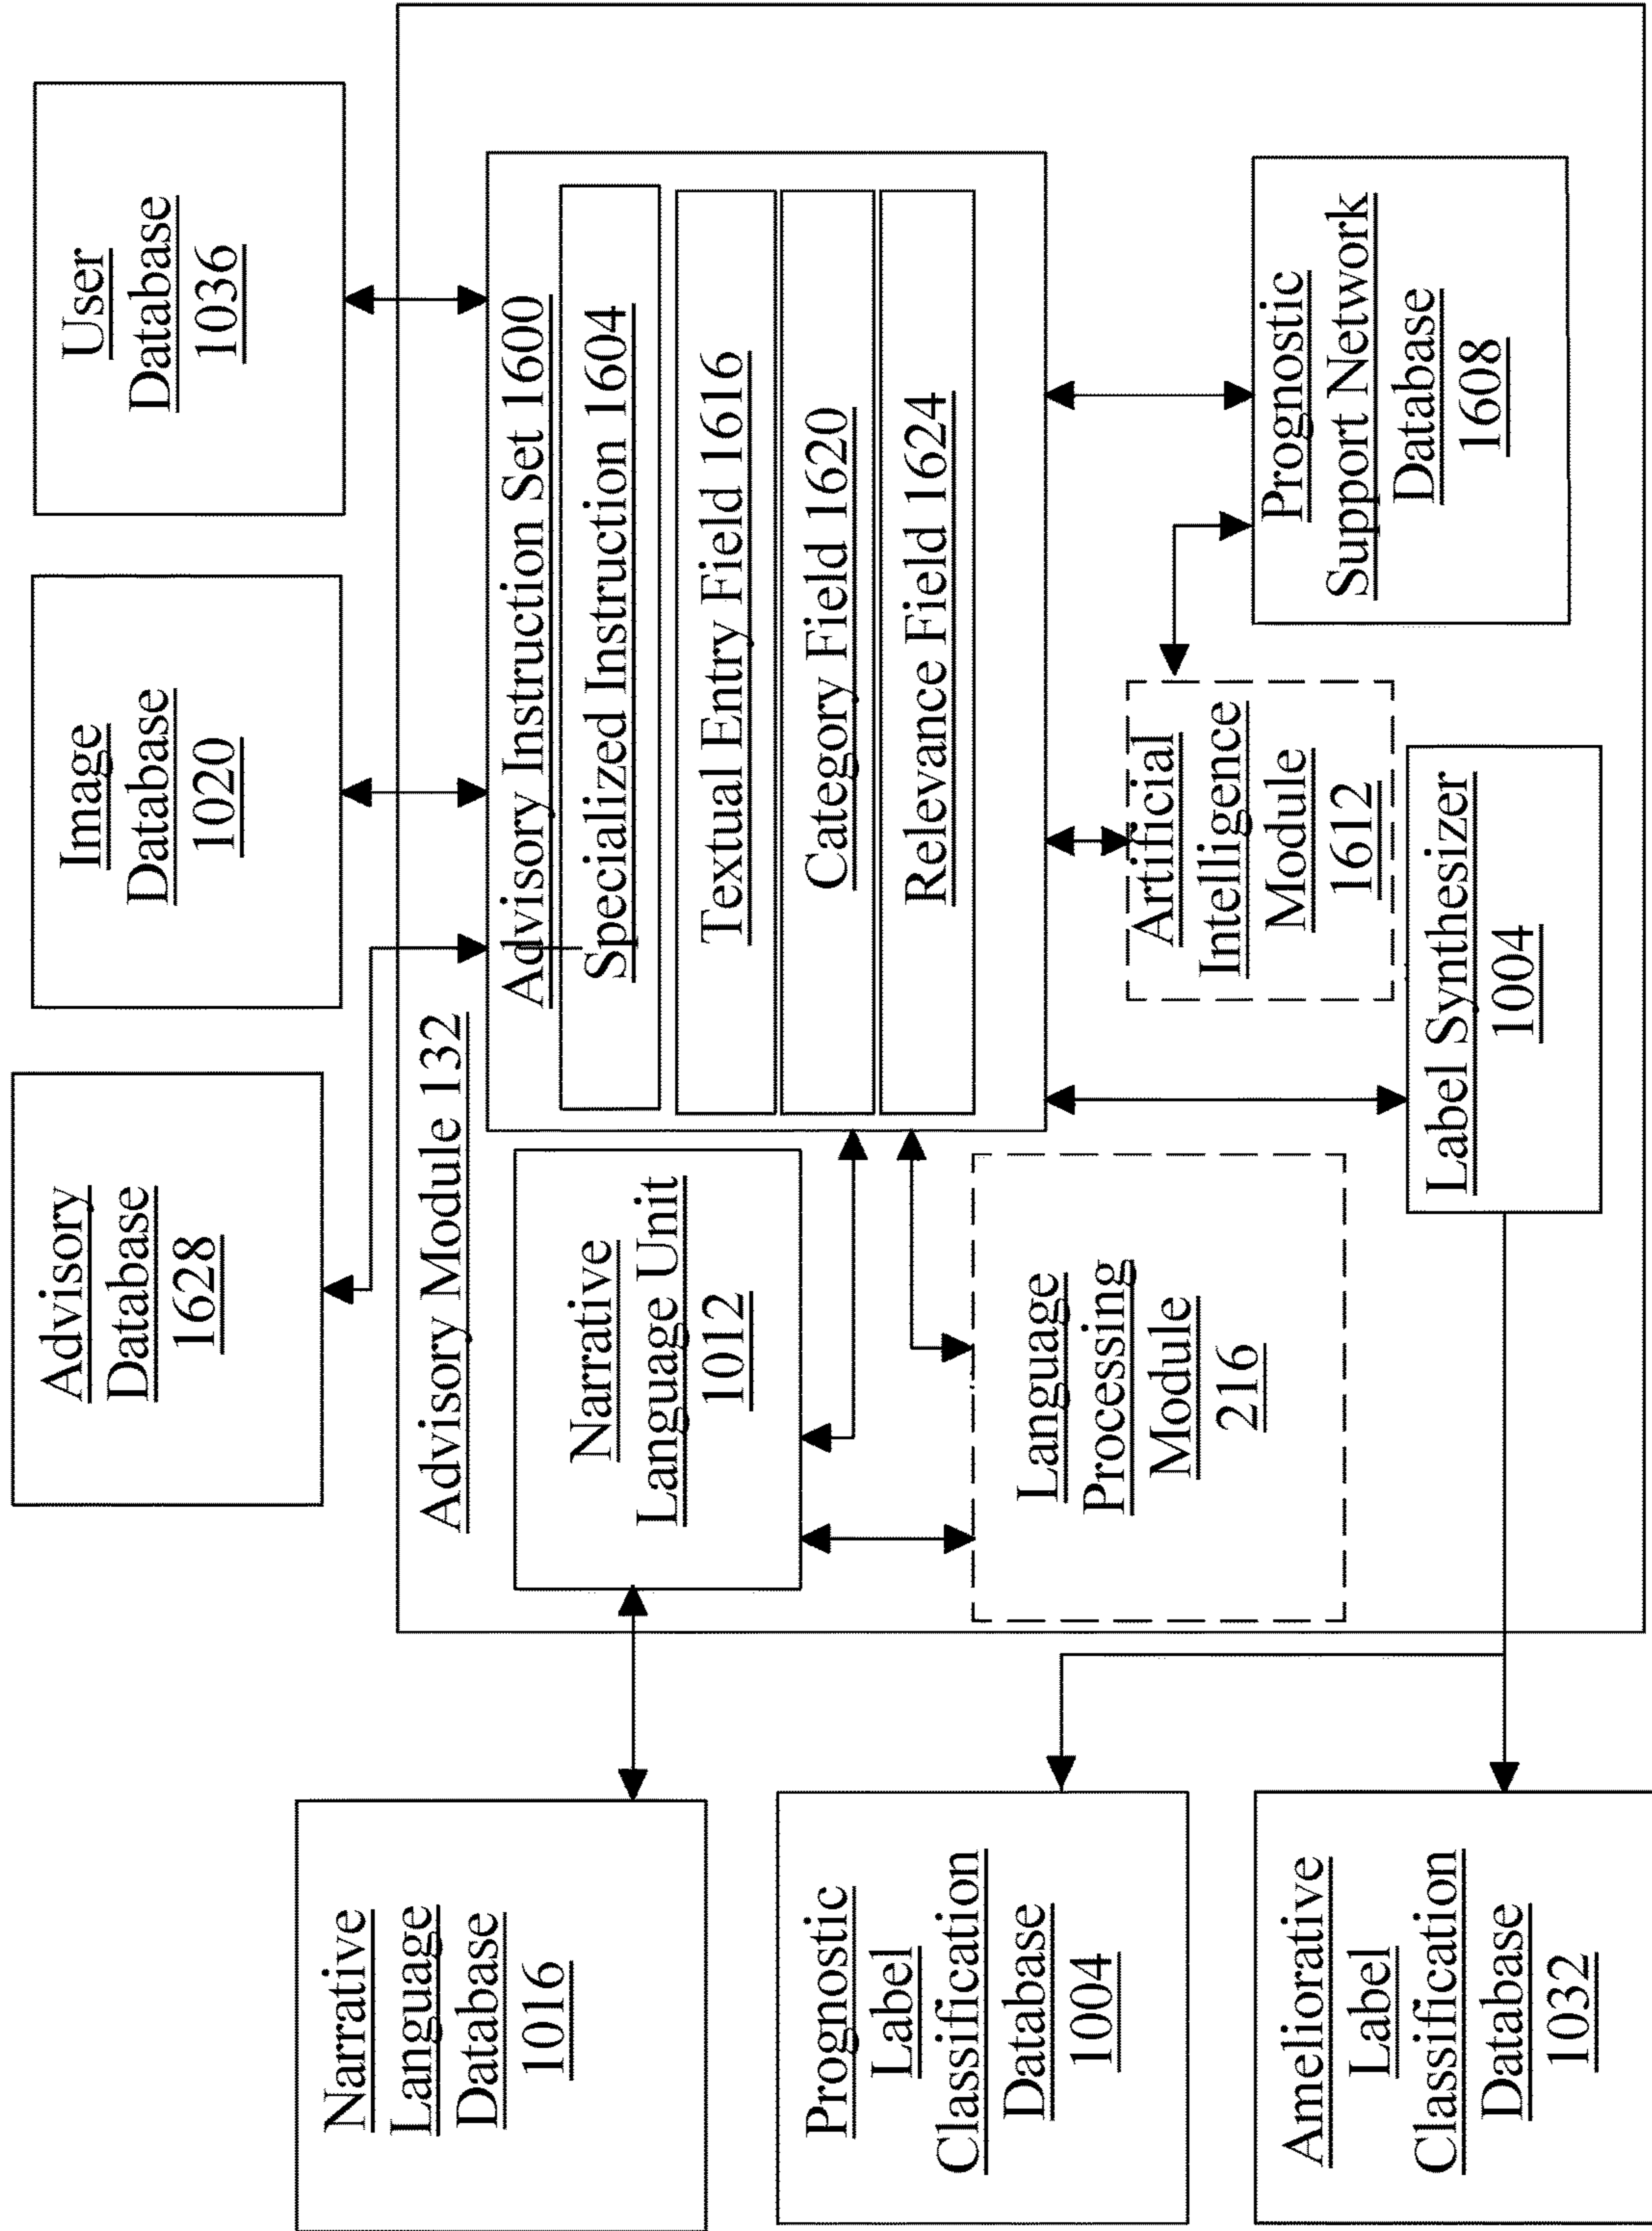 Advisory
Database
1628
Image
Database
1020
User
Database
1036
Advisory Module 132
Advisory Instruction Set 1600
Specialized Instruction 1604
Textual Entry Field 1616
Category Field 1620
Relevance Field 1624
Narrative
Language Unit
1012
Language
Processing
Module
216
Artificial
Intelligence
Module
1612
Prognostic
Support Network
Database
1608
Label Synthesizer
1004
Narrative
Language
Database
1016
Prognostic
Label
Classification
Database
1004
Ameliorative
Label
Classification
Database
1032